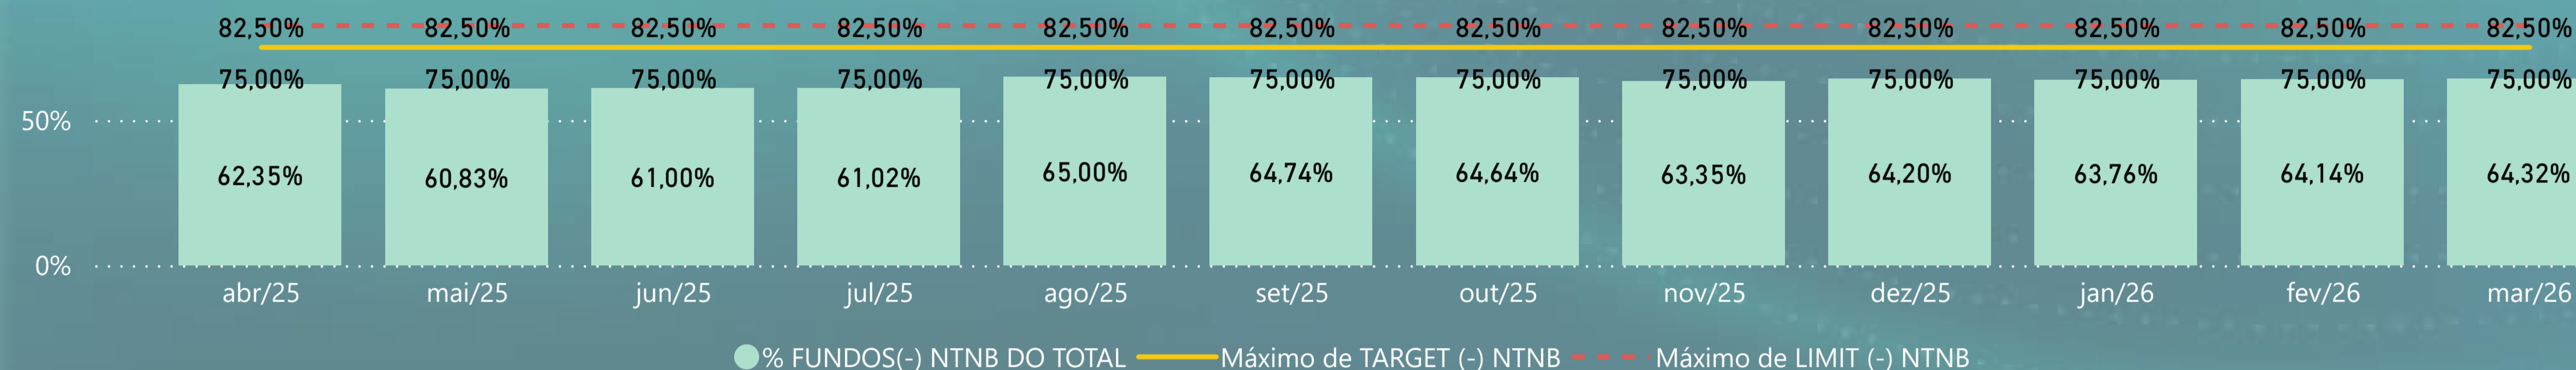 82,50% 82,50% 82,50% 82,50% 82,50% 82,50% 82,50% 82,50% 82,50% 82,50% 82,50% 82,50%
75,00% 75,00% 75,00% 75,00% 75,00% 75,00% 75,00% 75,00% 75,00% 75,00% 75,00% 75,00%
50%
62,35% 60,83% 61,00% 61,02% 65,00% 64,74% 64,64% 63,35% 64,20% 63,76% 64,14% 64,32%
0%
abr/25 mai/25 jun/25 jul/25 ago/25 set/25 out/25 nov/25 dez/25 jan/26 fev/26 mar/26
% FUNDOS(-) NTNB DO TOTAL Máximo de TARGET (-) NTNB Máximo de LIMIT (-) NTNB